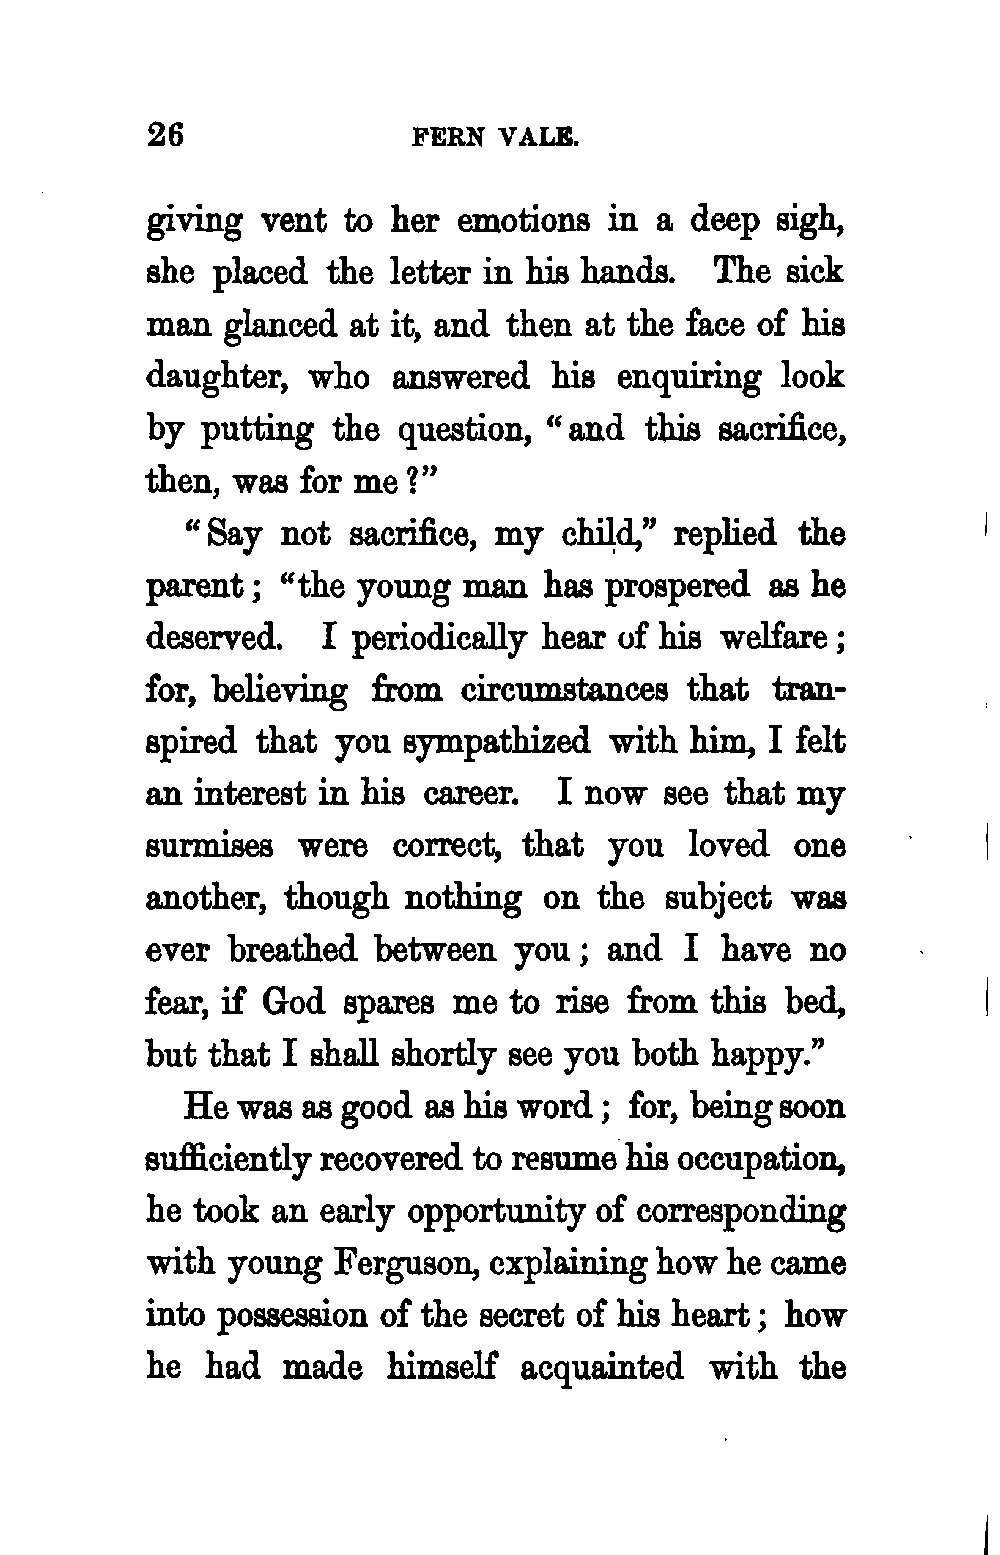 26 FERN VALE.
giving vent to her emotions in a deep sigh,
she placed the letter in his hands. The sick
man glanced at it, and then at the face of his
daughter, who answered his enquiring look
by putting the question, "and this sacrifice,
then, was for me?"
"Say not sacrifice, my child," replied the
parent; "the young man has prospered as he
deserved. I periodically hear of his welfare;
for, believing from circumstances that tran-
spired that you sympathized with him, I felt
an interest in his career. I now see that my
surmises were correct, that you loved one
another, though nothing on the subject was
ever breathed between you; and I have no
fear, if God spares me to rise from this bed,
but that I shall shortly see you both happy."
He was as good as his word; for, being soon
sufficiently recovered to resume his occupation,
he took an early opportunity of corresponding
with young Ferguson, explaining how he came
into possession of the secret of his heart; how
he had made himself acquainted with the